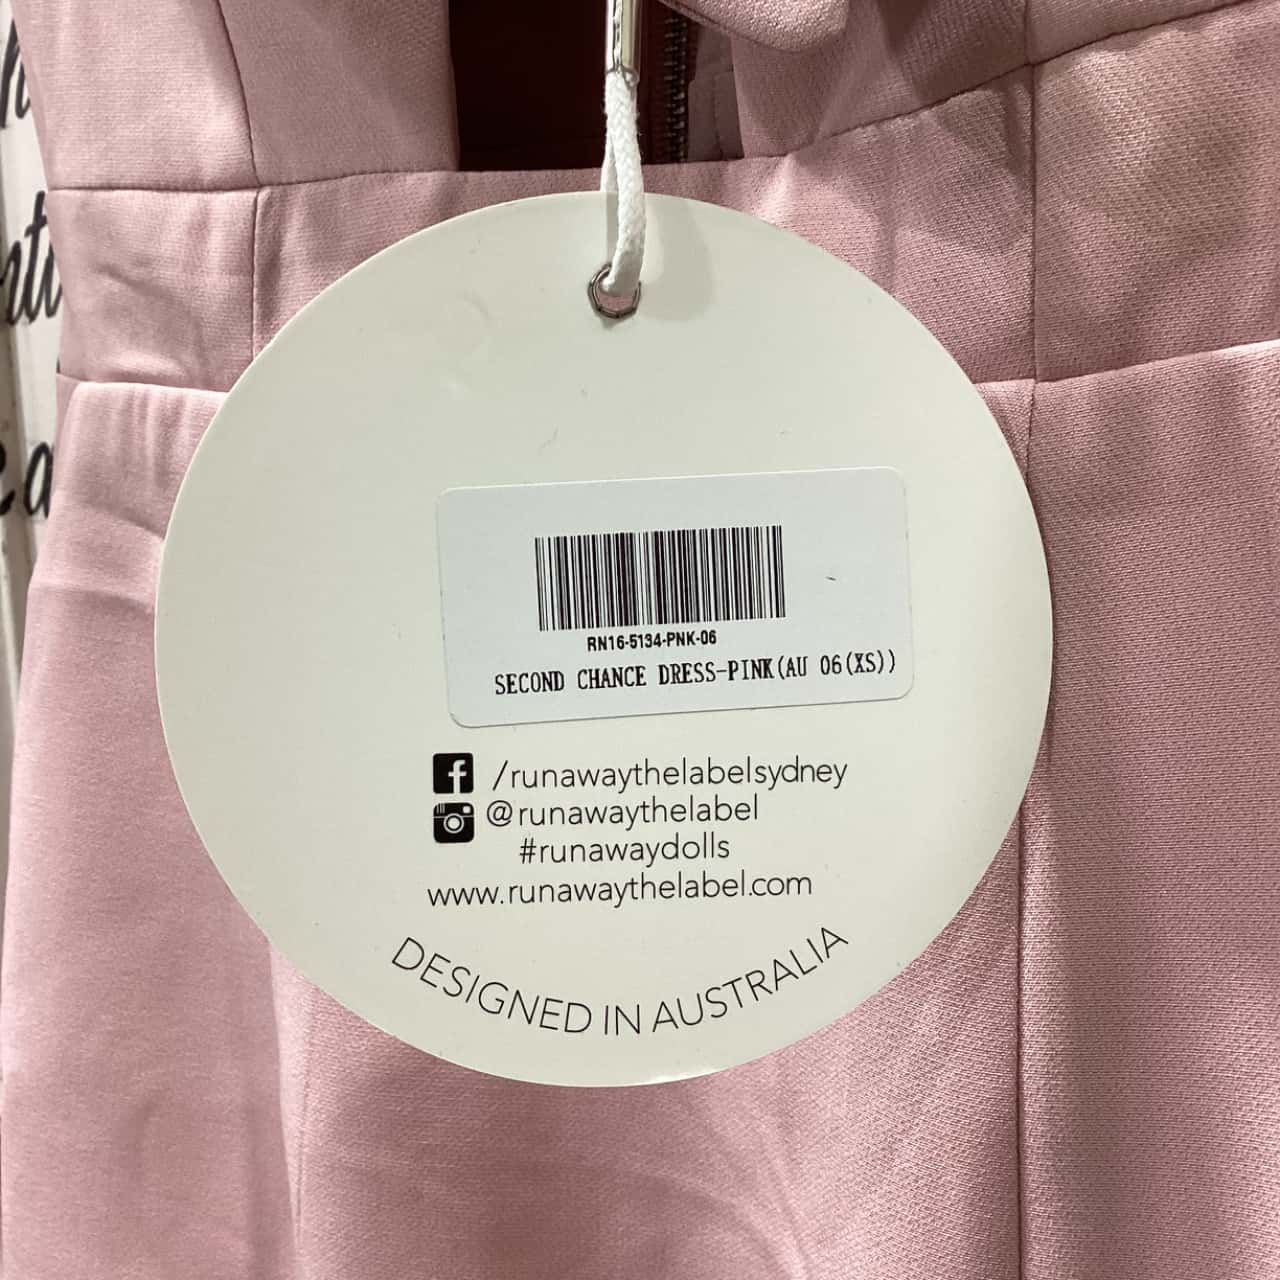 RN16-5134-PNK-06
SECOND CHANCE DRESS-PINK(AU 06(XS))
/runawaythelabelsydney
@runawaythelabel
#runawaydolls
www.runawaythelabel.com
DESIGNED IN AUSTRALIA